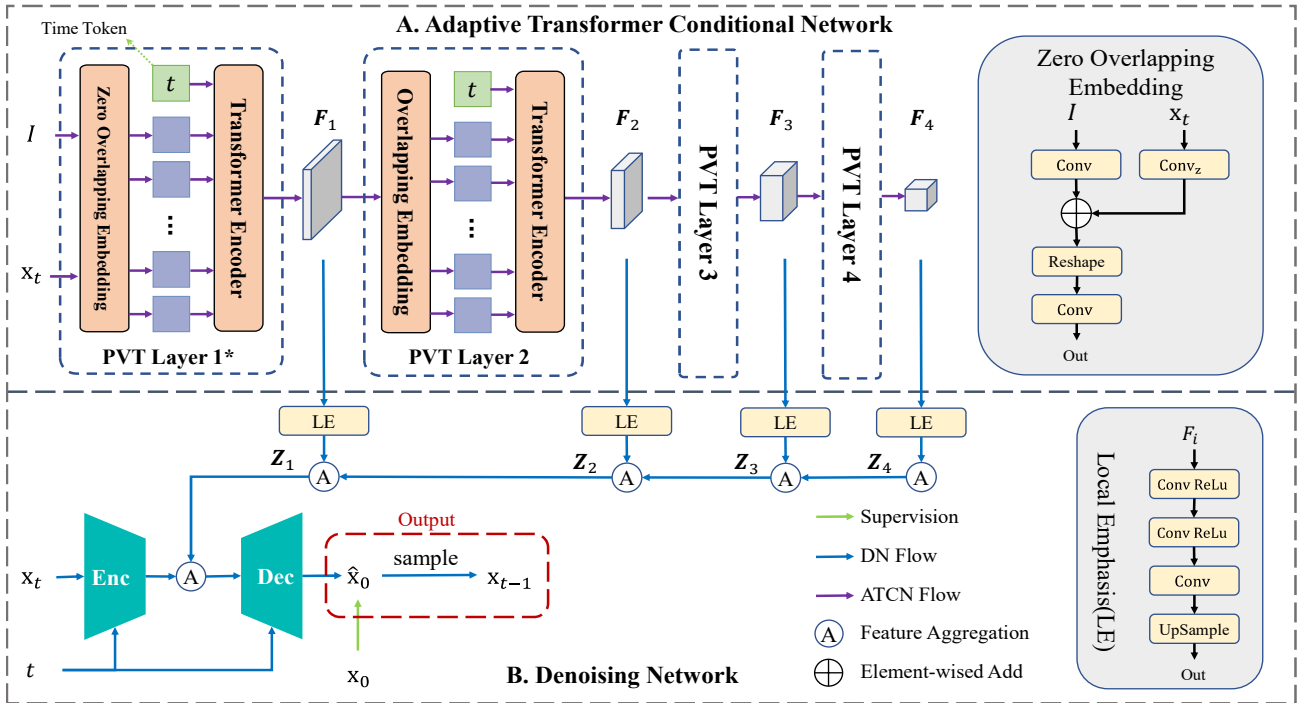 A. Adaptive Transformer Conditional Network
Time Token
t
I
x_t
Zero Overlapping Embedding
...
Transformer Encoder
PVT Layer 1*
F_1
Overlapping Embedding
t
...
Transformer Encoder
PVT Layer 2
F_2
PVT Layer 3
F_3
PVT Layer 4
F_4
Zero Overlapping
Embedding
I
x_t
Conv
Conv_z
Reshape
Conv
Out
LE
LE
LE
LE
Z_1
Z_2
Z_3
Z_4
A
A
A
A
x_t
Enc
A
Dec
t
Output
x̂_0
sample
x_{t−1}
x_0
B. Denoising Network
Supervision
DN Flow
ATCN Flow
A
Feature Aggregation
Element-wised Add
Local Emphasis(LE)
F_i
Conv ReLu
Conv ReLu
Conv
UpSample
Out